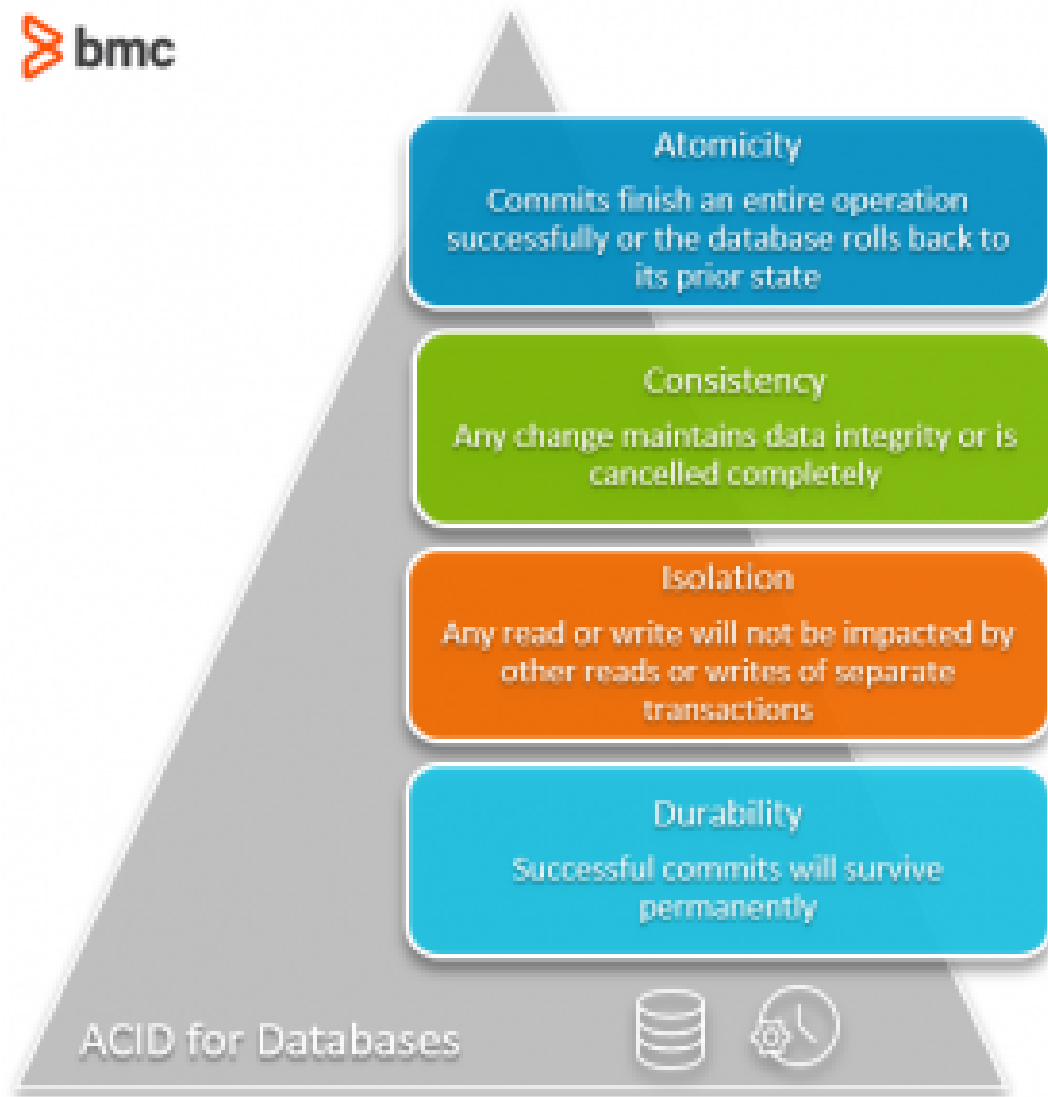 bmc
Atomicity
Commits finish an entire operation
successfully or the database rolls back to
its prior state
Consistency
Any change maintains data integrity or is
cancelled completely
Isolation
Any read or write will not be impacted by
other reads or writes of separate
transactions
Durability
Successful commits will survive
permanently
ACID for Databases